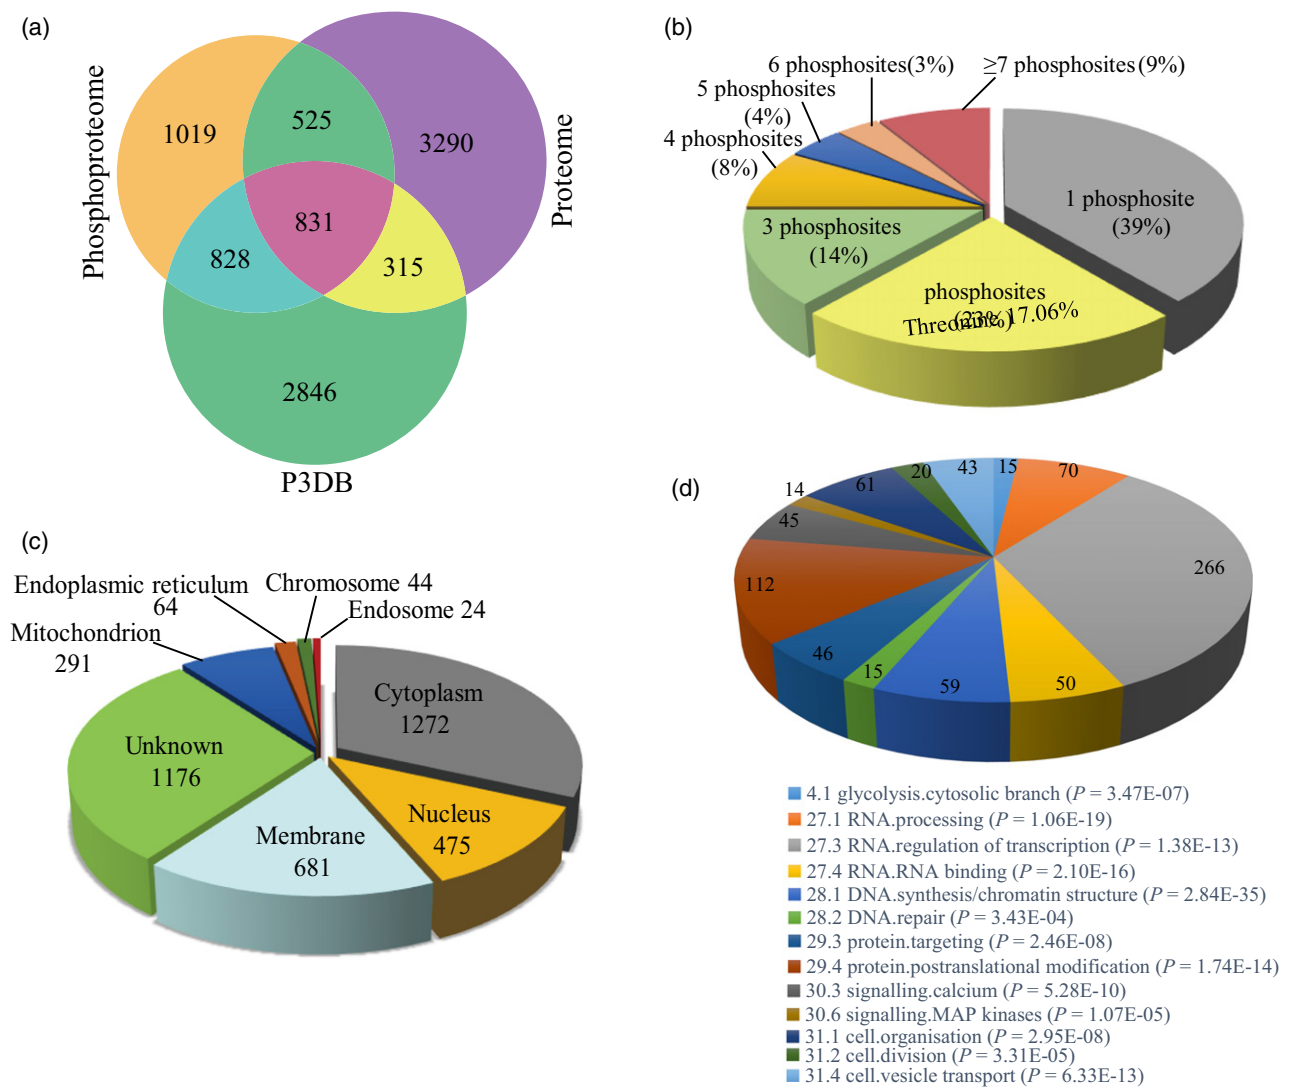 (a)
Phosphoproteome
Proteome
1019
525
3290
831
828
315
2846
P3DB
(b)
6 phosphosites(3%)
≥7 phosphosites(9%)
5 phosphosites
(4%)
4 phosphosites
(8%)
1 phosphosite
(39%)
3 phosphosites
(14%)
phosphosites
(23%)
Threonine 17.06%
(c)
Endoplasmic reticulum
64
Chromosome 44
Endosome 24
Mitochondrion
291
Cytoplasm
1272
Unknown
1176
Nucleus
475
Membrane
681
(d)
15
70
266
50
59
15
46
112
45
14
61
20
43
4.1 glycolysis.cytosolic branch (P = 3.47E-07)
27.1 RNA.processing (P = 1.06E-19)
27.3 RNA.regulation of transcription (P = 1.38E-13)
27.4 RNA.RNA binding (P = 2.10E-16)
28.1 DNA.synthesis/chromatin structure (P = 2.84E-35)
28.2 DNA.repair (P = 3.43E-04)
29.3 protein.targeting (P = 2.46E-08)
29.4 protein.postranslational modification (P = 1.74E-14)
30.3 signalling.calcium (P = 5.28E-10)
30.6 signalling.MAP kinases (P = 1.07E-05)
31.1 cell.organisation (P = 2.95E-08)
31.2 cell.division (P = 3.31E-05)
31.4 cell.vesicle transport (P = 6.33E-13)